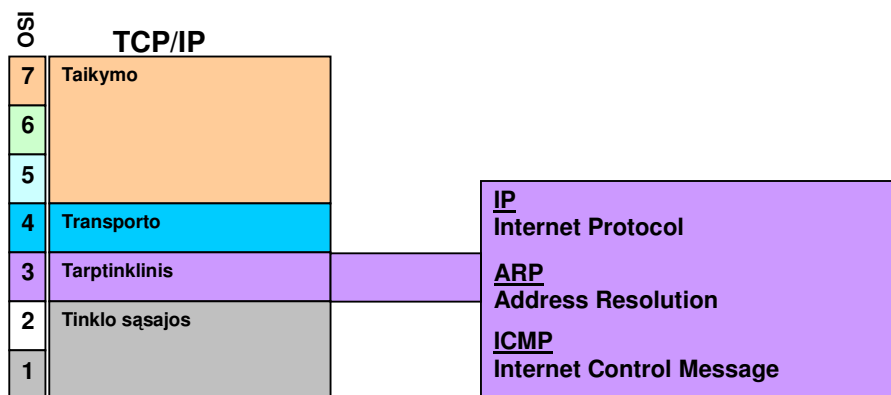 OSI
TCP/IP
7
Taikymo
6
5
4
Transporto
3
Tarptinklinis
2
Tinklo sąsajos
1
IP
Internet Protocol
ARP
Address Resolution
ICMP
Internet Control Message